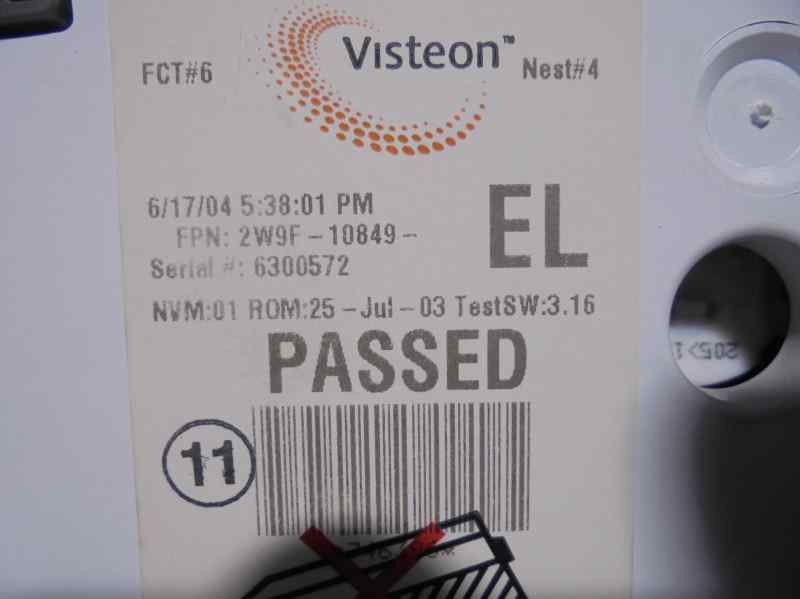 Visteon™
FCT#6
Nest#4
6/17/04 5:38:01 PM
EL
FPN: 2W9F-10849-
Serial #: 6300572
NVM:01 ROM:25-Jul-03 TestSW:3.16
PASSED
11